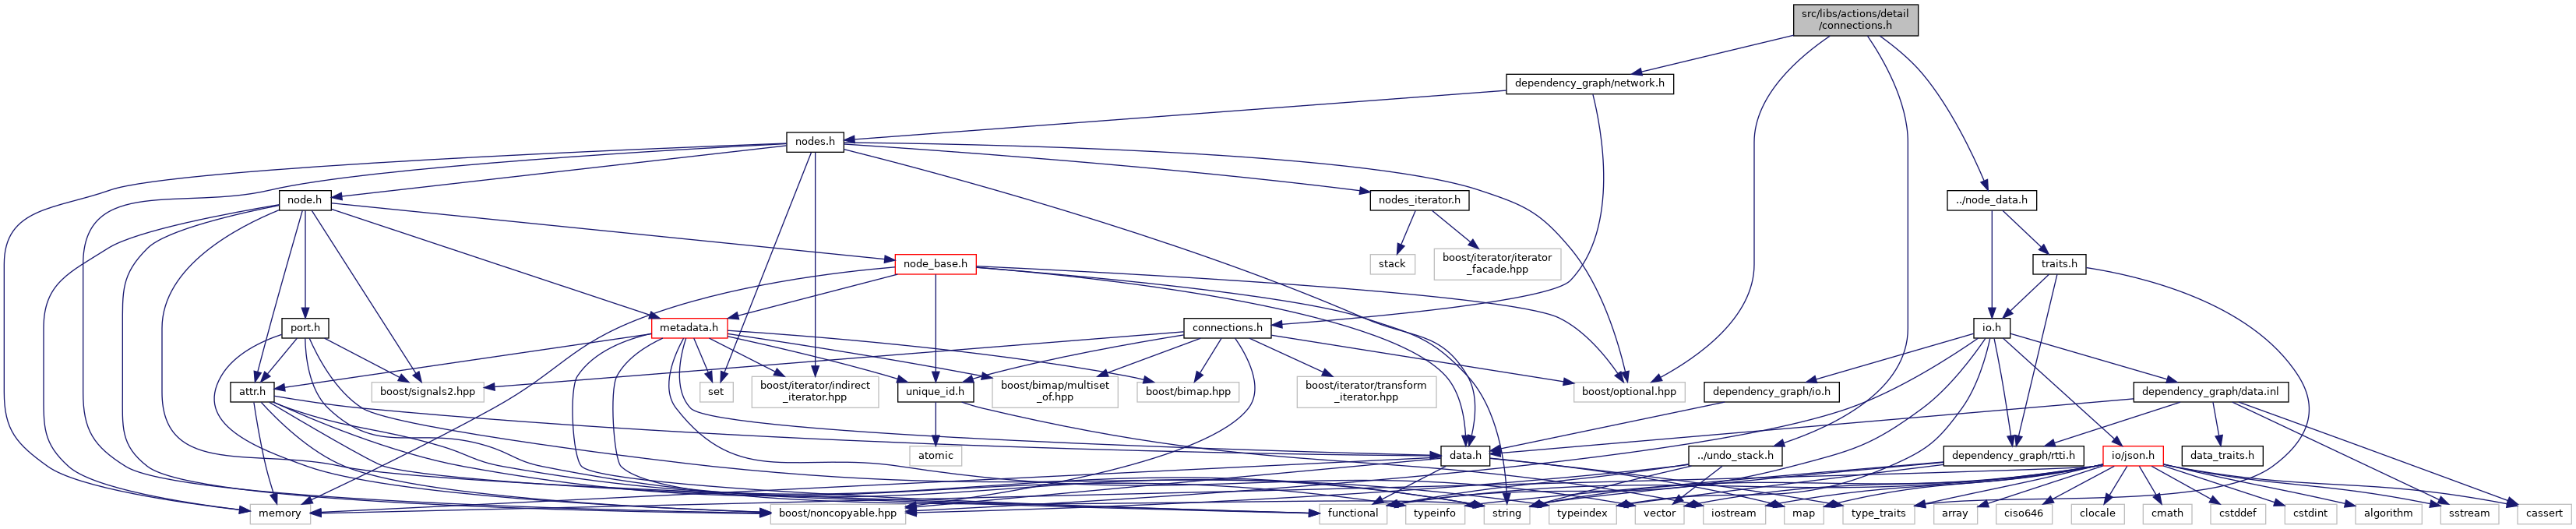 src/libs/actions/detail
/connections.h
dependency_graph/network.h
nodes.h
node.h
nodes_iterator.h
../node_data.h
node_base.h
stack
boost/iterator/iterator
_facade.hpp
traits.h
port.h
metadata.h
connections.h
io.h
attr.h
boost/signals2.hpp
set
boost/iterator/indirect
_iterator.hpp
unique_id.h
boost/bimap/multiset
_of.hpp
boost/bimap.hpp
boost/iterator/transform
_iterator.hpp
boost/optional.hpp
dependency_graph/io.h
dependency_graph/data.inl
atomic
data.h
../undo_stack.h
dependency_graph/rtti.h
io/json.h
data_traits.h
memory
boost/noncopyable.hpp
functional
typeinfo
string
typeindex
vector
iostream
map
type_traits
array
ciso646
clocale
cmath
cstddef
cstdint
algorithm
sstream
cassert